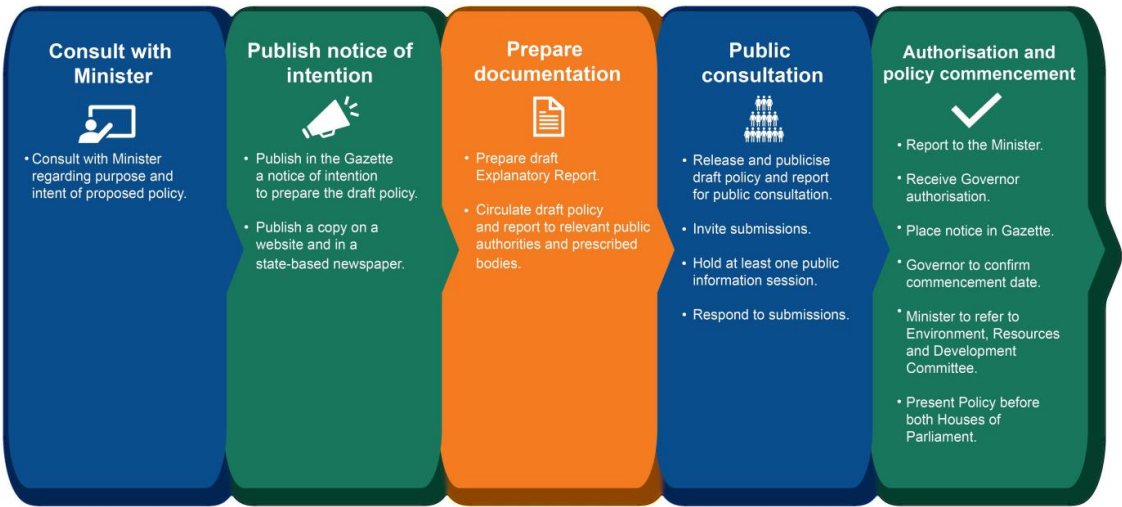 Consult with
Minister
• Consult with Minister
regarding purpose and
intent of proposed policy.
Publish notice of
intention
• Publish in the Gazette
a notice of intention
to prepare the draft policy.
• Publish a copy on a
website and in a
state-based newspaper.
Prepare
documentation
• Prepare draft
Explanatory Report.
• Circulate draft policy
and report to relevant public
authorities and prescribed
bodies.
Public
consultation
• Release and publicise
draft policy and report
for public consultation.
• Invite submissions.
• Hold at least one public
information session.
• Respond to submissions.
Authorisation and
policy commencement
• Report to the Minister.
• Receive Governor
authorisation.
• Place notice in Gazette.
• Governor to confirm
commencement date.
• Minister to refer to
Environment, Resources
and Development
Committee.
• Present Policy before
both Houses of
Parliament.